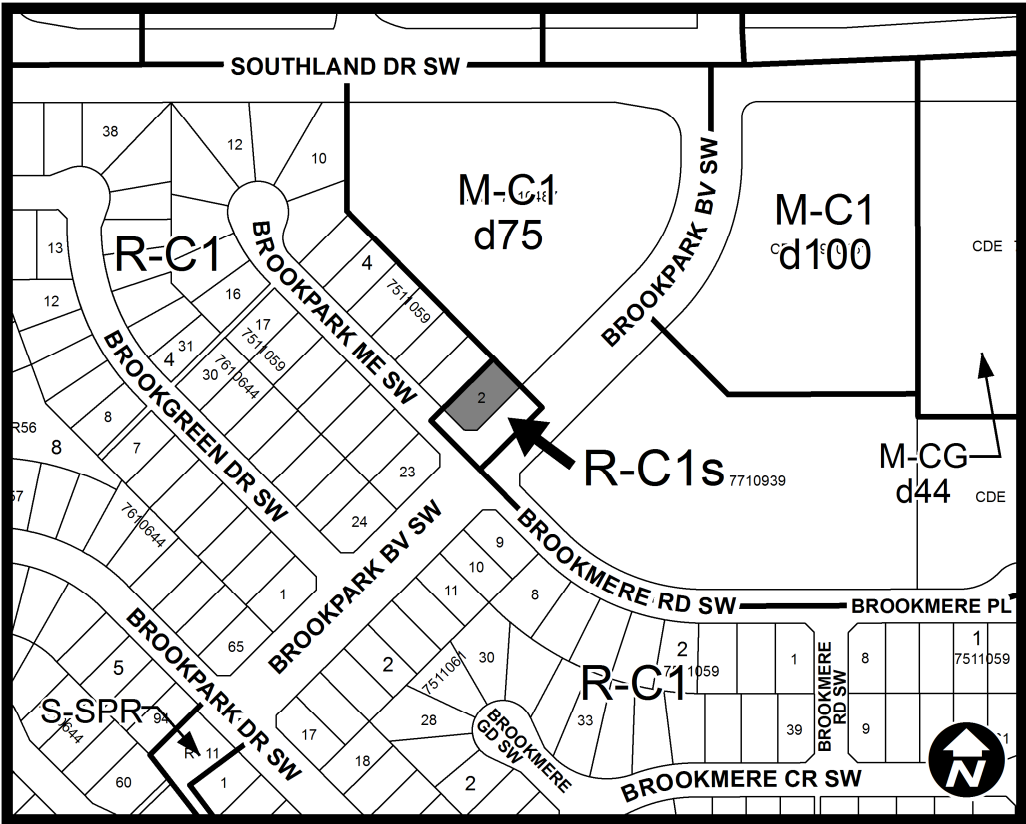 SOUTHLAND DR SW
38
12
10
M-C1
d75
BROOKPARK BV SW
M-C1
d100
CDE
13
R-C1
BROOKPARK ME SW
4
7511059
12
16
17
7511059
31
4
30
7610644
BROOKGREEN DR SW
2
R56
8
8
7
23
24
R-C1s
7710939
M-CG
d44
CDE
57
7610644
BROOKPARK BV SW
BROOKMERE RD SW
9
10
11
8
1
BROOKMERE PL
BROOKPARK DR SW
65
5
2
7511061
30
R-C1
2
7511059
1
BROOKMERE
RD SW
8
1
7511059
S-SPR
94
R
11
1
60
17
18
28
2
BROOKMERE
GD SW
33
39
9
BROOKMERE CR SW
N